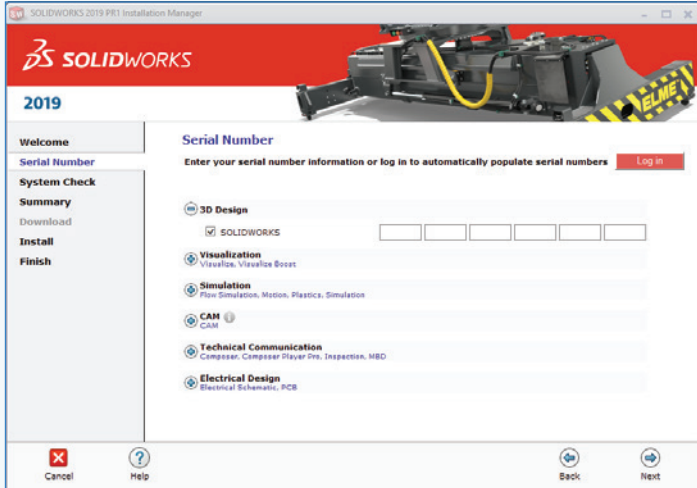 SOLIDWORKS 2019 PR1 Installation Manager
SOLIDWORKS
2019
ELME
Welcome
Serial Number
System Check
Summary
Download
Install
Finish
Serial Number
Enter your serial number information or log in to automatically populate serial numbers
Log in
3D Design
SOLIDWORKS
Visualization
Visualize, Visualize Boost
Simulation
Flow Simulation, Motion, Plastics, Simulation
CAM
CAM
Technical Communication
Composer, Composer Player Pro, Inspection, MBD
Electrical Design
Electrical Schematic, PCB
Cancel
Help
Back
Next